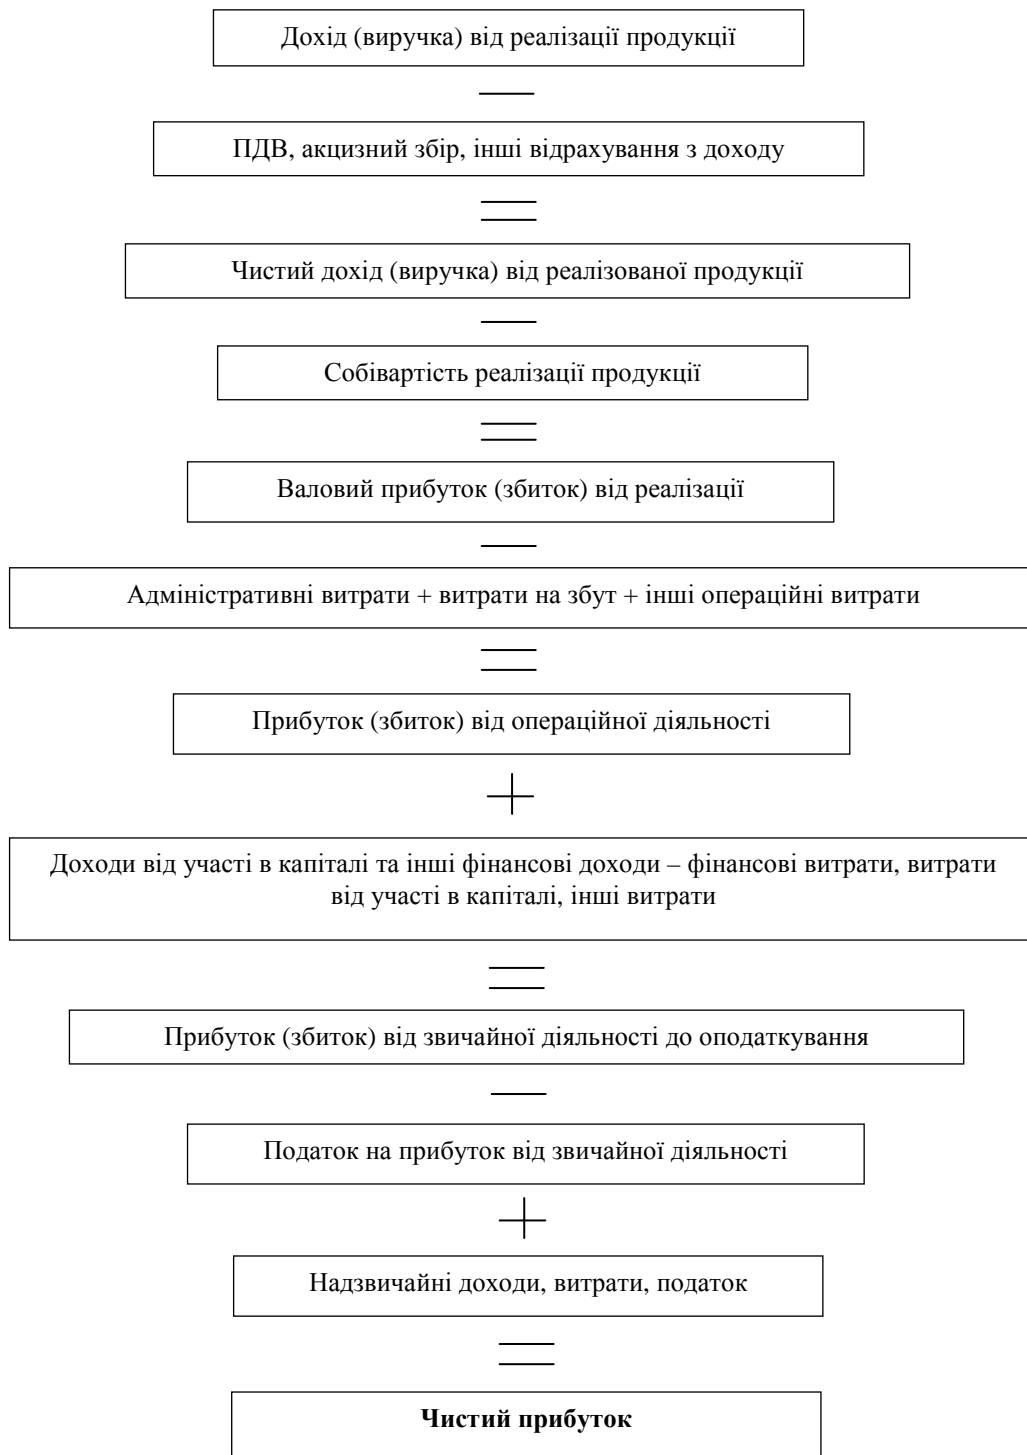 Дохід (виручка) від реалізації продукції
ПДВ, акцизний збір, інші відрахування з доходу
Чистий дохід (виручка) від реалізованої продукції
Собівартість реалізації продукції
Валовий прибуток (збиток) від реалізації
Адміністративні витрати + витрати на збут + інші операційні витрати
Прибуток (збиток) від операційної діяльності
Доходи від участі в капіталі та інші фінансові доходи – фінансові витрати, витрати
від участі в капіталі, інші витрати
Прибуток (збиток) від звичайної діяльності до оподаткування
Податок на прибуток від звичайної діяльності
Надзвичайні доходи, витрати, податок
Чистий прибуток